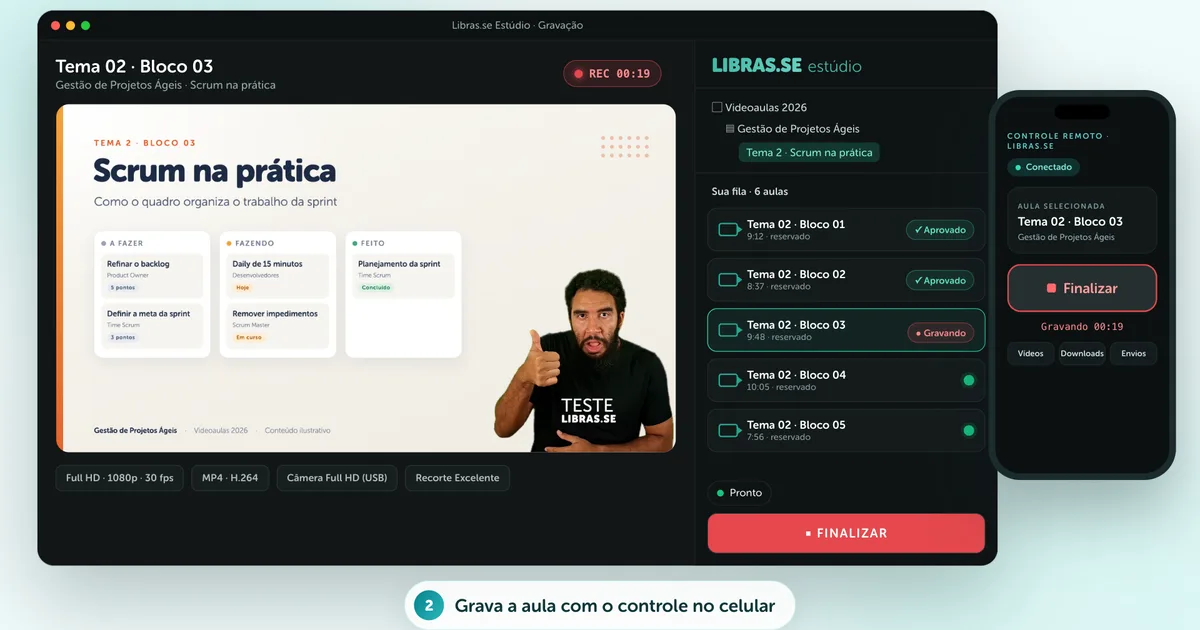 Libras.se Estúdio · Gravação
Tema 02 · Bloco 03
Gestão de Projetos Ágeis · Scrum na prática
REC 00:19
TEMA 2 · BLOCO 03
Scrum na prática
Como o quadro organiza o trabalho da sprint
A FAZER
Refinar o backlog
Product Owner
5 pontos
Definir a meta da sprint
Time Scrum
3 pontos
FAZENDO
Daily de 15 minutos
Desenvolvedores
Hoje
Remover impedimentos
Scrum Master
Em curso
FEITO
Planejamento da sprint
Time Scrum
Concluído
TESTE
LIBRAS.SE
Gestão de Projetos Ágeis · Videoaulas 2026 · Conteúdo ilustrativo
Full HD · 1080p · 30 fps
MP4 · H.264
Câmera Full HD (USB)
Recorte Excelente
LIBRAS.SE estúdio
Videoaulas 2026
Gestão de Projetos Ágeis
Tema 2 · Scrum na prática
Sua fila · 6 aulas
Tema 02 · Bloco 01
9:12 · reservado
✓ Aprovado
Tema 02 · Bloco 02
8:37 · reservado
✓ Aprovado
Tema 02 · Bloco 03
9:48 · reservado
Gravando
Tema 02 · Bloco 04
10:05 · reservado
Tema 02 · Bloco 05
7:56 · reservado
Pronto
FINALIZAR
CONTROLE REMOTO ·
LIBRAS.SE
Conectado
AULA SELECIONADA
Tema 02 · Bloco 03
Gestão de Projetos Ágeis
Finalizar
Gravando 00:19
Vídeos
Downloads
Envios
2 Grava a aula com o controle no celular